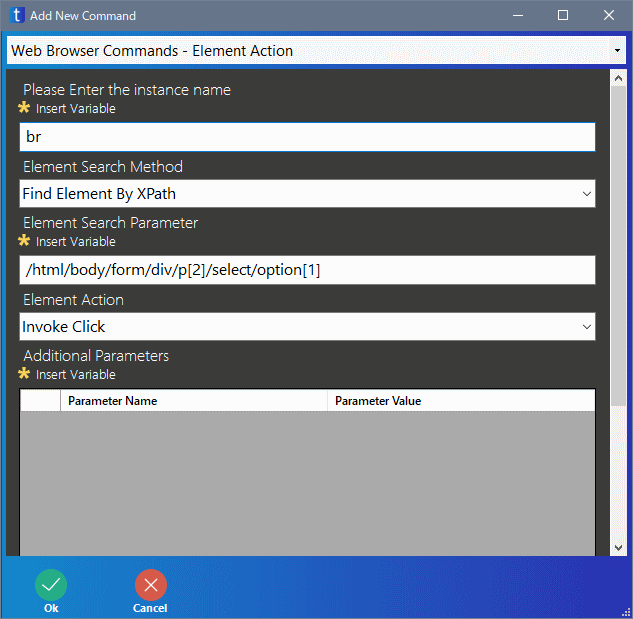 t Add New Command
Web Browser Commands - Element Action
Please Enter the instance name
Insert Variable
br
Element Search Method
Find Element By XPath
Element Search Parameter
Insert Variable
/html/body/form/div/p[2]/select/option[1]
Element Action
Invoke Click
Additional Parameters
Insert Variable
Parameter Name Parameter Value
Ok Cancel